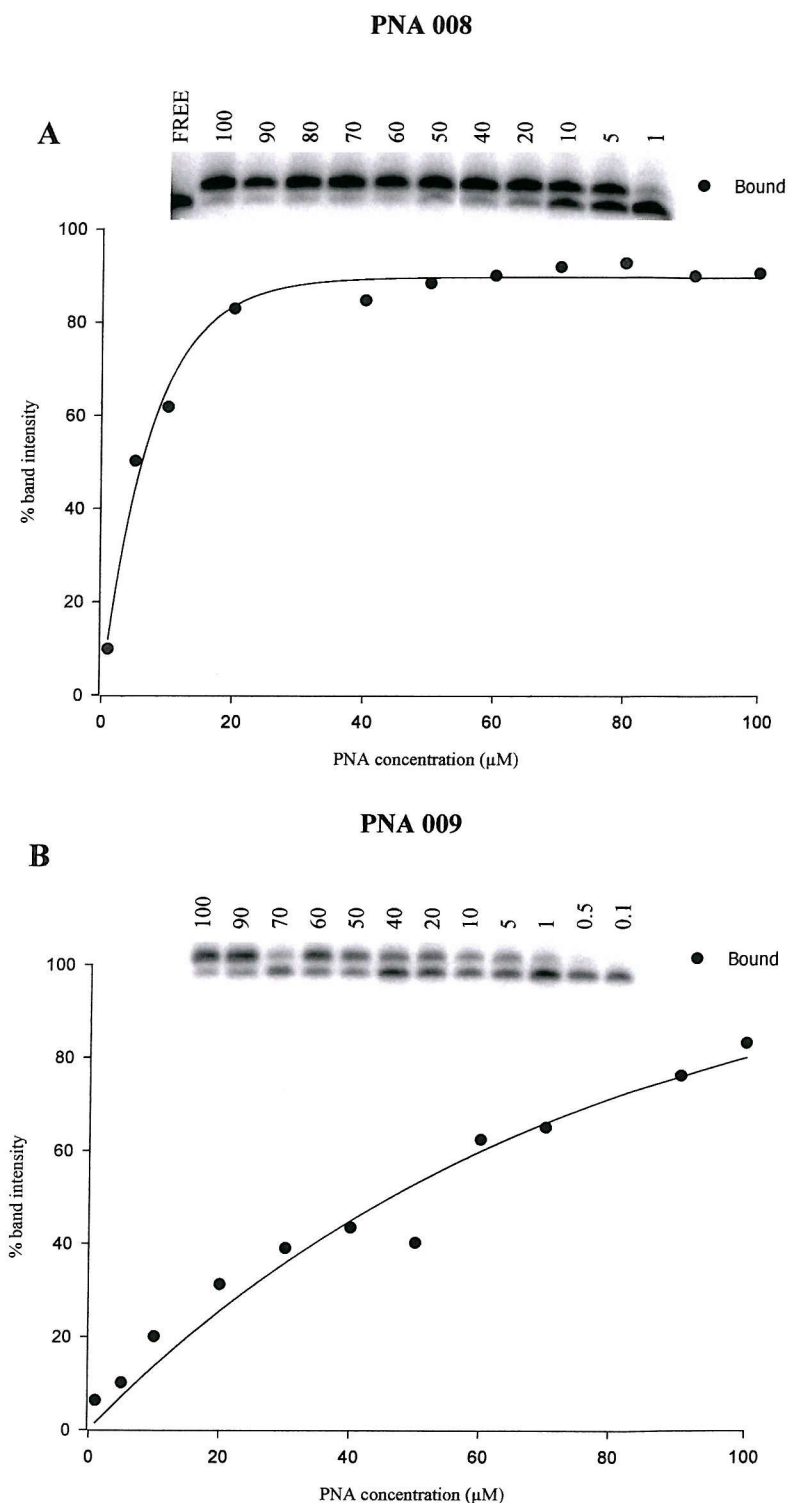 PNA 008
A
FREE 100 90 80 70 60 50 40 20 10 5 1
Bound
100
80
60
40
20
0
% band intensity
0 20 40 60 80 100
PNA concentration (µM)
PNA 009
B
100 90 70 60 50 40 20 10 5 1 0.5 0.1
Bound
100
80
60
40
20
0
% band intensity
0 20 40 60 80 100
PNA concentration (µM)